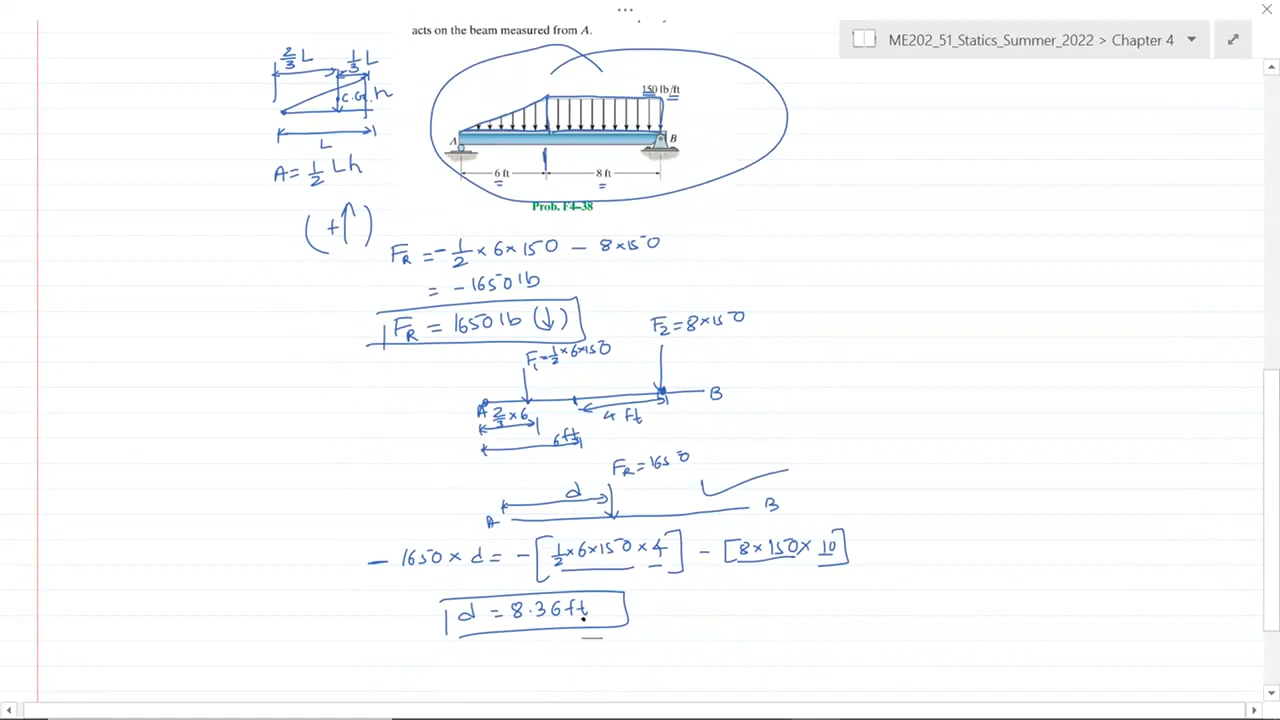 acts on the beam measured from A.
ME202_51_Statics_Summer_2022 > Chapter 4
2/3 L 1/3 L
C.G. h
L
A = 1/2 Lh
150 lb/ft
A B
6 ft 8 ft
Prob. F4–38
(+↑)
FR = - 1/2 × 6 × 150 - 8 × 150
= - 1650 lb
FR = 1650 lb (↓)
F1 = 1/2 × 6 × 150 F2 = 8 × 150
A B
2/3 × 6 4 ft
6 ft
FR = 1650
d
A B
- 1650 × d = - [1/2 × 6 × 150 × 4] - [8 × 150 × 10]
d = 8.36 ft